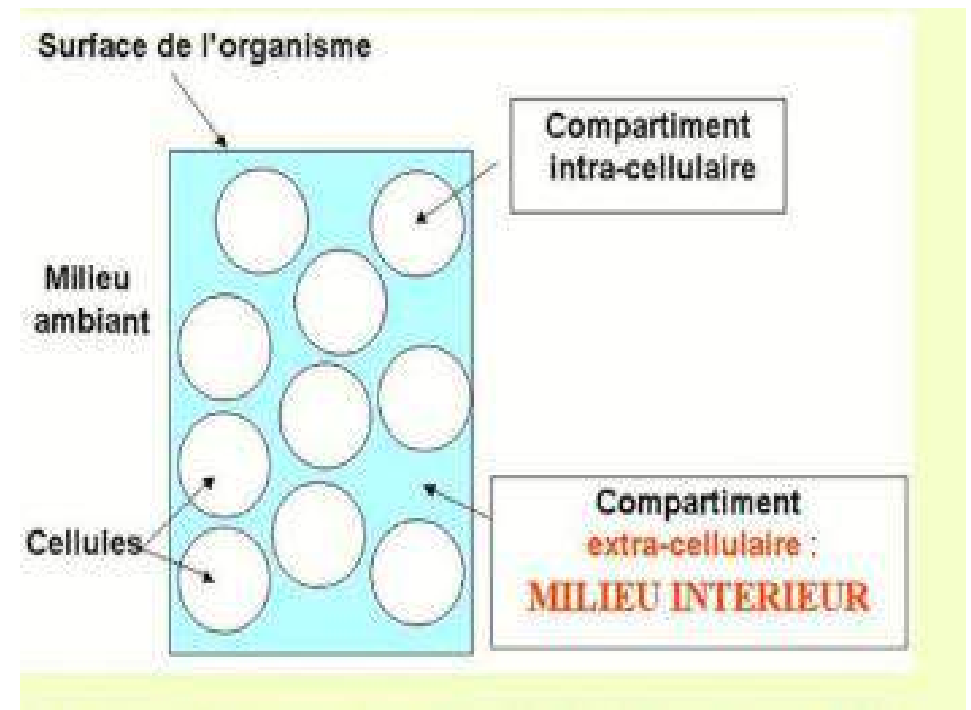 Surface de l'organisme
Compartiment
intra-cellulaire
Milieu
ambiant
Cellules
Compartiment
extra-cellulaire :
MILIEU INTERIEUR